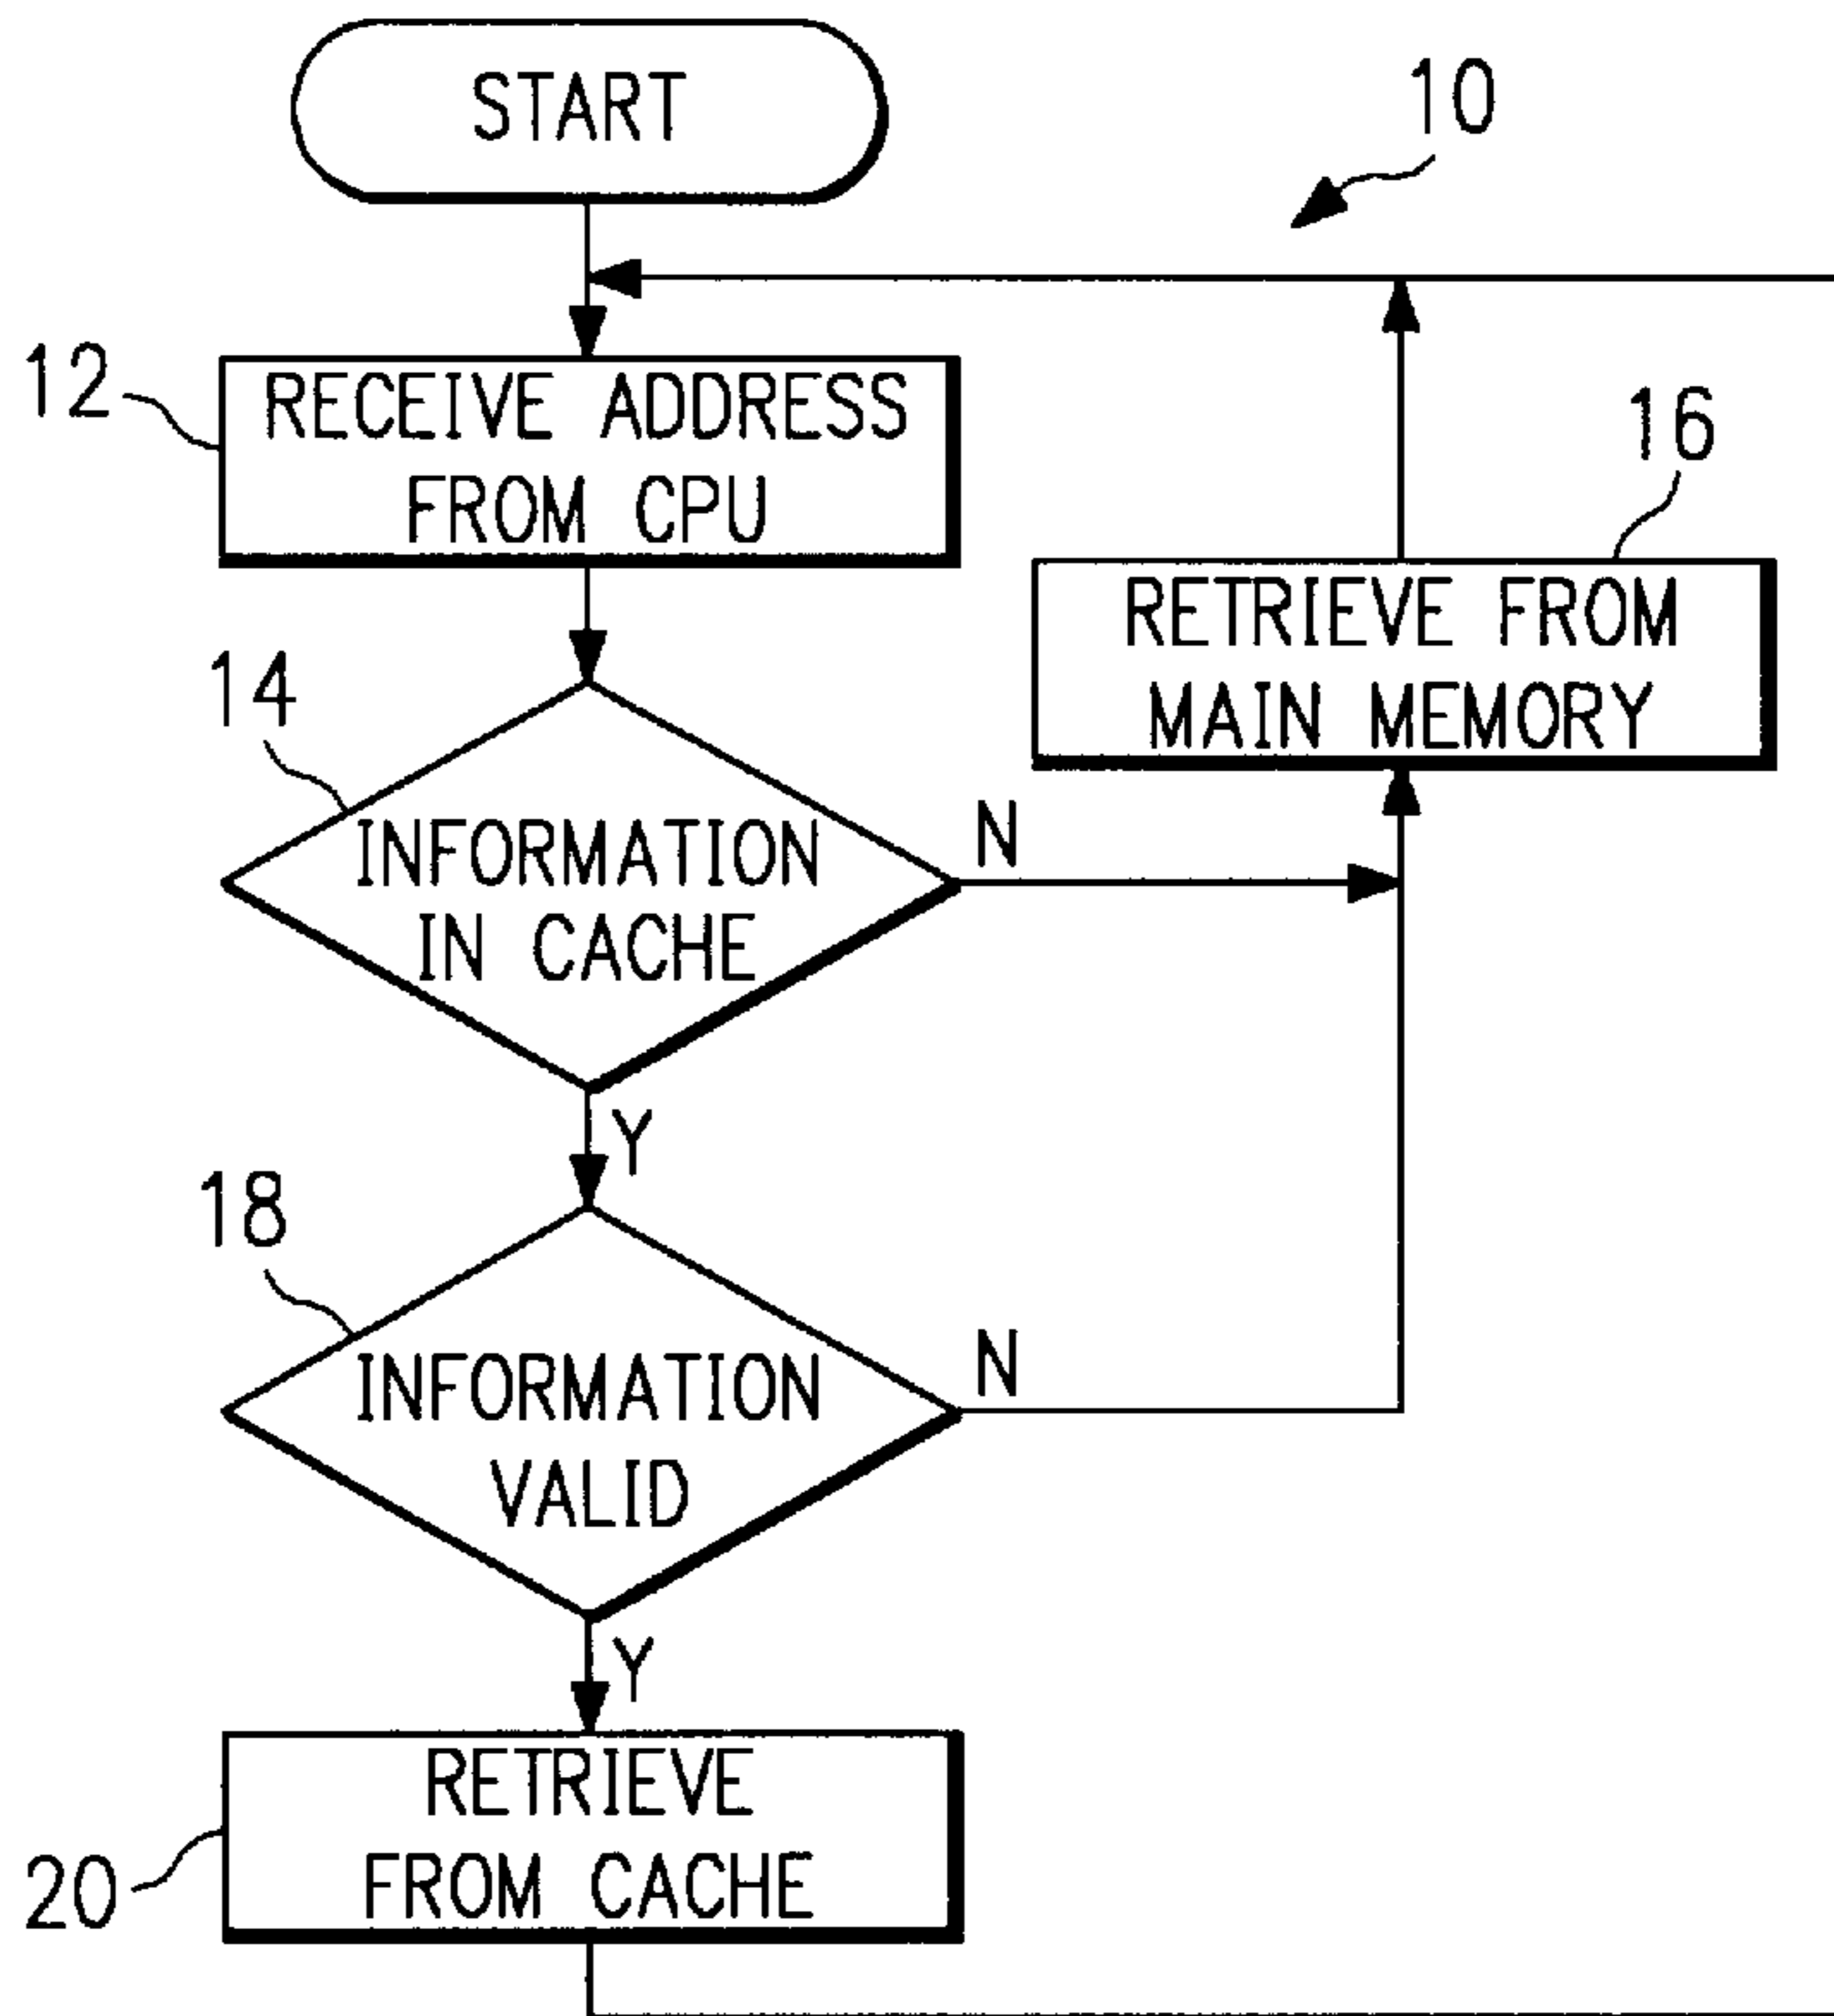 START
10
12
RECEIVE ADDRESS
FROM CPU
16
RETRIEVE FROM
MAIN MEMORY
14
INFORMATION
IN CACHE
N
Y
18
INFORMATION
VALID
N
Y
RETRIEVE
FROM CACHE
20